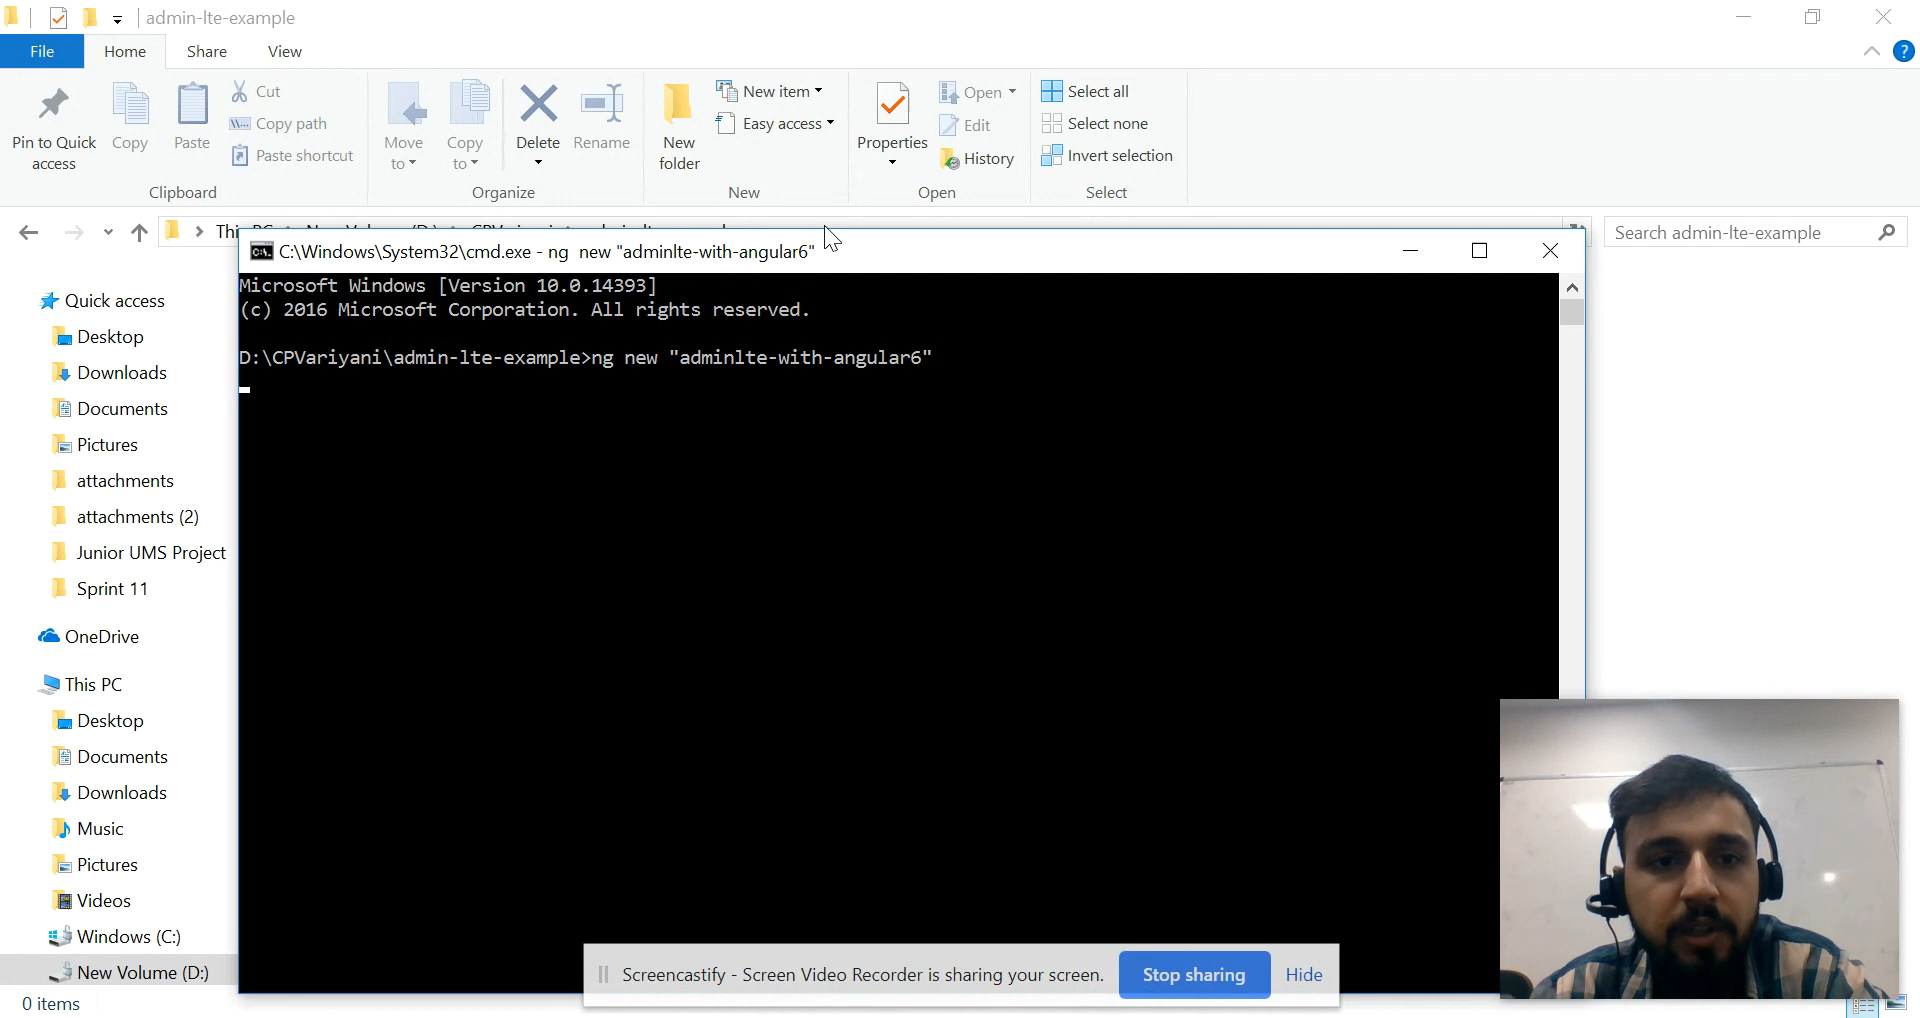 admin-lte-example
File Home Share View
Pin to Quick access
Copy
Paste
Cut
Copy path
Paste shortcut
Clipboard
Move to
Copy to
Delete
Rename
Organize
New folder
New item
Easy access
New
Properties
Open
Edit
History
Open
Select all
Select none
Invert selection
Select
Search admin-lte-example
C:\Windows\System32\cmd.exe - ng new "adminlte-with-angular6"
Microsoft Windows [Version 10.0.14393]
(c) 2016 Microsoft Corporation. All rights reserved.
D:\CPVariyani\admin-lte-example>ng new "adminlte-with-angular6"
Quick access
Desktop
Downloads
Documents
Pictures
attachments
attachments (2)
Junior UMS Project
Sprint 11
OneDrive
This PC
Desktop
Documents
Downloads
Music
Pictures
Videos
Windows (C:)
New Volume (D:)
0 items
Screencastify - Screen Video Recorder is sharing your screen. Stop sharing Hide